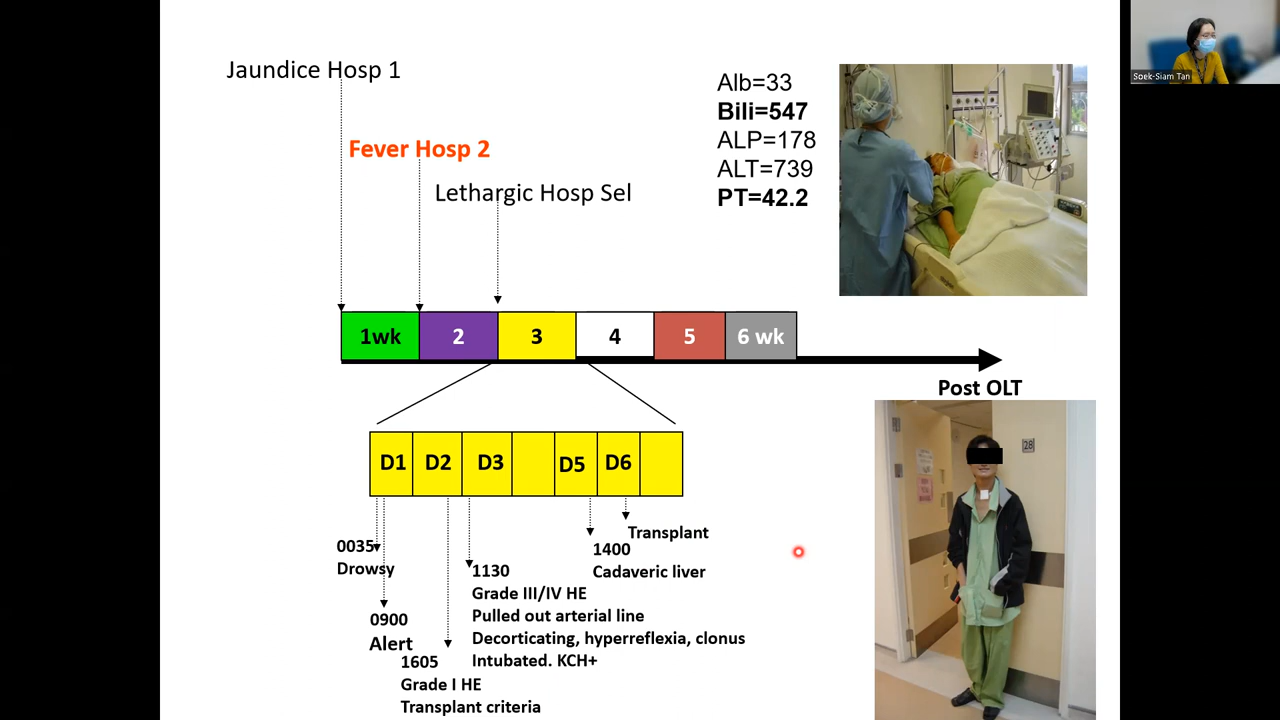 Jaundice Hosp 1
Fever Hosp 2
Lethargic Hosp Sel
Alb=33
Bili=547
ALP=178
ALT=739
PT=42.2
Soek-Siam Tan
1wk
2
3
4
5
6 wk
Post OLT
D1
D2
D3
D5
D6
0035
Drowsy
0900
Alert
1605
Grade I HE
Transplant criteria
1130
Grade III/IV HE
Pulled out arterial line
Decorticating, hyperreflexia, clonus
Intubated. KCH+
1400
Cadaveric liver
Transplant
28